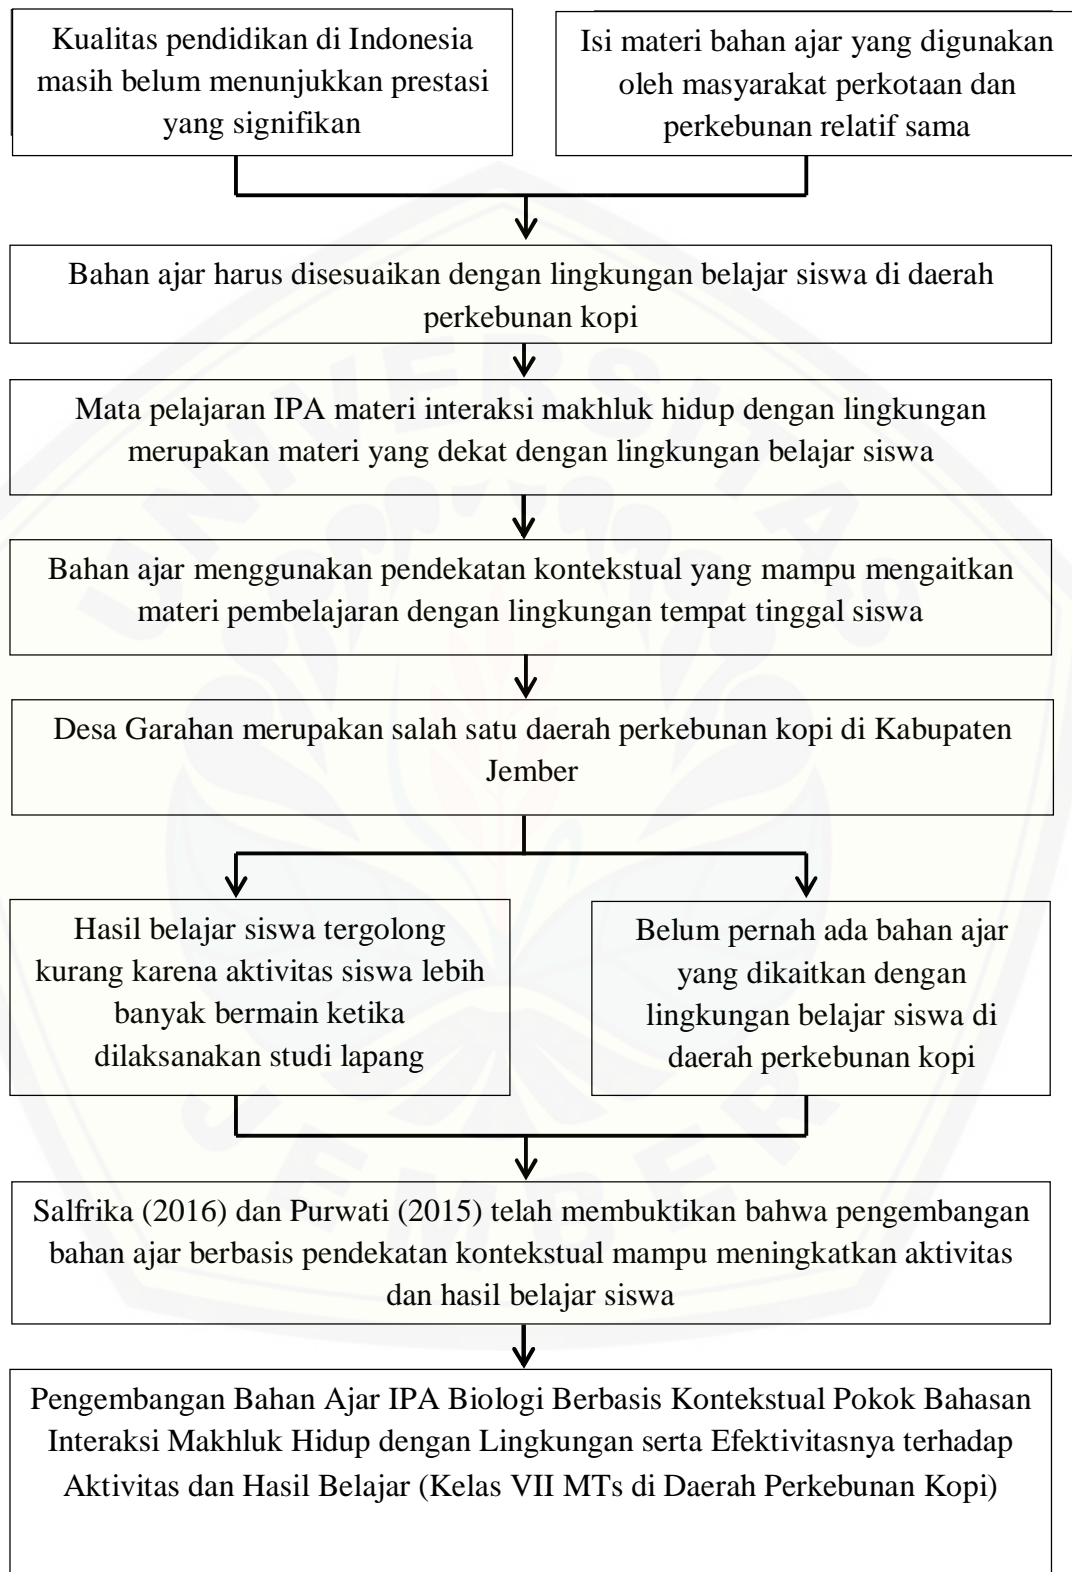 Kualitas pendidikan di Indonesia
masih belum menunjukkan prestasi
yang signifikan
Isi materi bahan ajar yang digunakan
oleh masyarakat perkotaan dan
perkebunan relatif sama
Bahan ajar harus disesuaikan dengan lingkungan belajar siswa di daerah
perkebunan kopi
Mata pelajaran IPA materi interaksi makhluk hidup dengan lingkungan
merupakan materi yang dekat dengan lingkungan belajar siswa
Bahan ajar menggunakan pendekatan kontekstual yang mampu mengaitkan
materi pembelajaran dengan lingkungan tempat tinggal siswa
Desa Garahan merupakan salah satu daerah perkebunan kopi di Kabupaten
Jember
Hasil belajar siswa tergolong
kurang karena aktivitas siswa lebih
banyak bermain ketika
dilaksanakan studi lapang
Belum pernah ada bahan ajar
yang dikaitkan dengan
lingkungan belajar siswa di
daerah perkebunan kopi
Salfrika (2016) dan Purwati (2015) telah membuktikan bahwa pengembangan
bahan ajar berbasis pendekatan kontekstual mampu meningkatkan aktivitas
dan hasil belajar siswa
Pengembangan Bahan Ajar IPA Biologi Berbasis Kontekstual Pokok Bahasan
Interaksi Makhluk Hidup dengan Lingkungan serta Efektivitasnya terhadap
Aktivitas dan Hasil Belajar (Kelas VII MTs di Daerah Perkebunan Kopi)
UNIVERSITAS
JEMBER